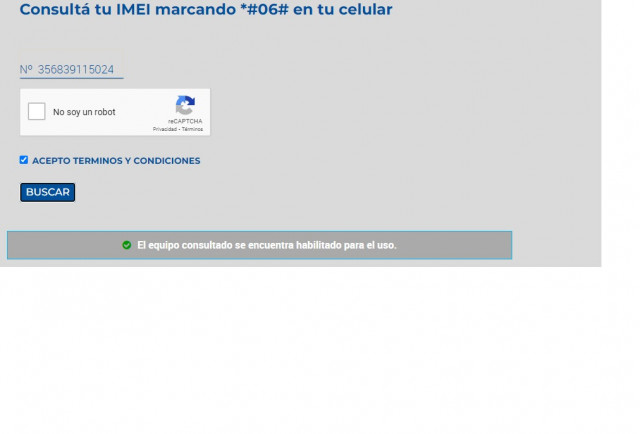 Consultá tu IMEI marcando *#06# en tu celular
Nº 356839115024
No soy un robot
reCAPTCHA
Privacidad - Términos
ACEPTO TERMINOS Y CONDICIONES
BUSCAR
El equipo consultado se encuentra habilitado para el uso.